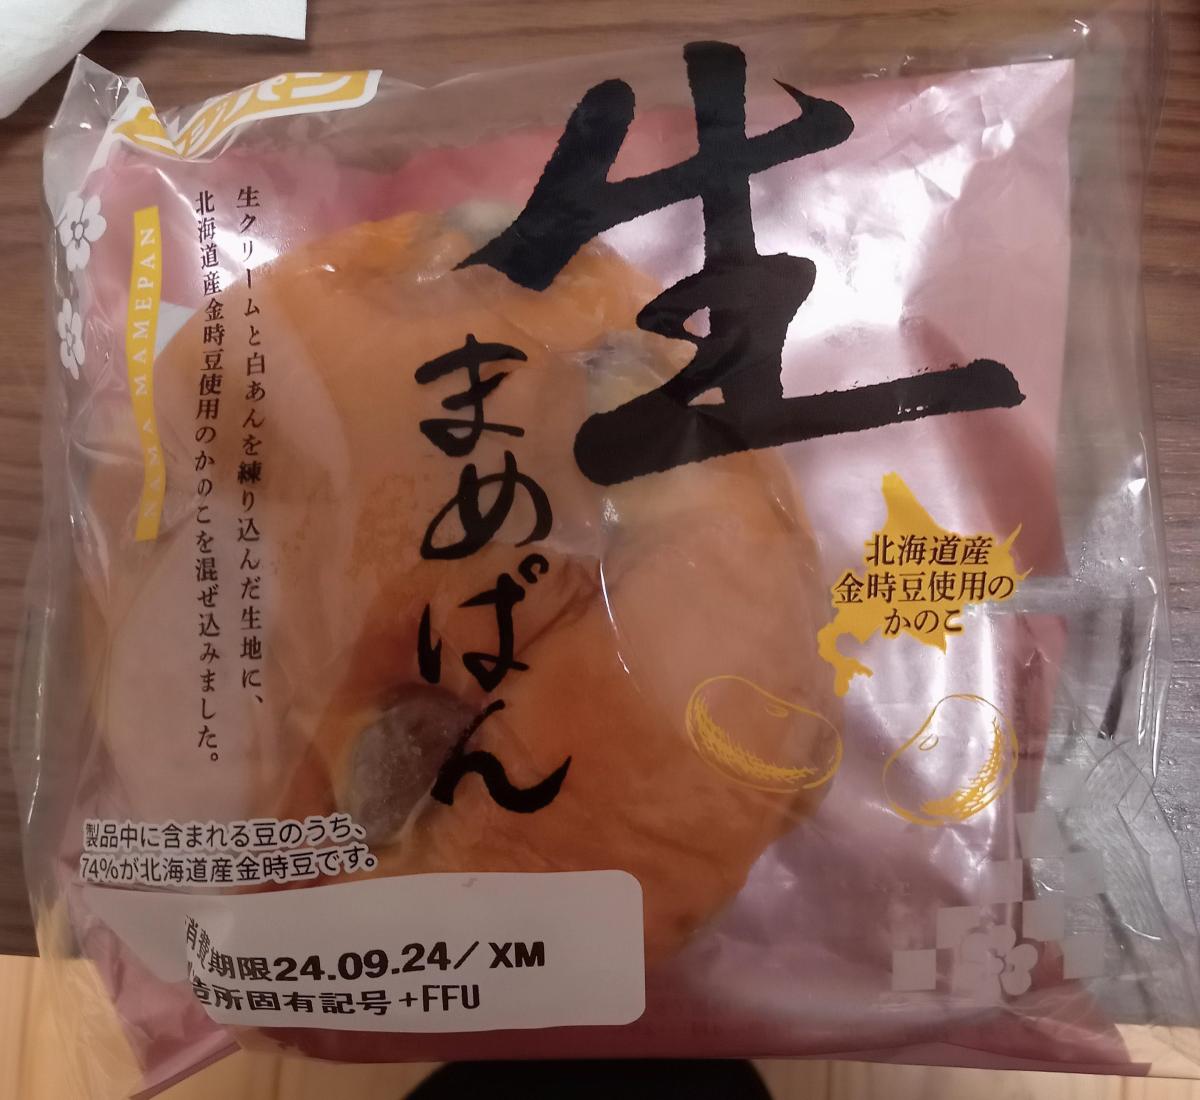 生
まめぱん
生クリームと白あんを練り込んだ生地に、
北海道産金時豆使用のかのこを混ぜ込みました。
NAMA MAMEPAN
北海道産
金時豆使用の
かのこ
製品中に含まれる豆のうち、
74%が北海道産金時豆です。
消費期限24.09.24/ XM
造所固有記号+FFU